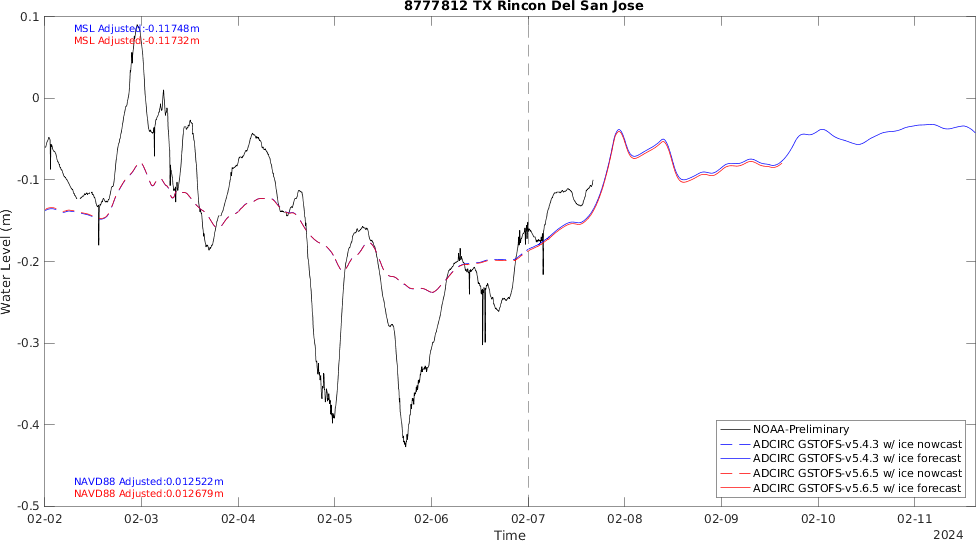 8777812 TX Rincon Del San Jose
MSL Adjusted:-0.11748m
MSL Adjusted:-0.11732m
0.1
0
-0.1
-0.2
-0.3
-0.4
-0.5
Water Level (m)
NOAA-Preliminary
ADCIRC GSTOFS-v5.4.3 w/ ice nowcast
ADCIRC GSTOFS-v5.4.3 w/ ice forecast
ADCIRC GSTOFS-v5.6.5 w/ ice nowcast
ADCIRC GSTOFS-v5.6.5 w/ ice forecast
NAVD88 Adjusted:0.012522m
NAVD88 Adjusted:0.012679m
02-02 02-03 02-04 02-05 02-06 02-07 02-08 02-09 02-10 02-11
Time
2024